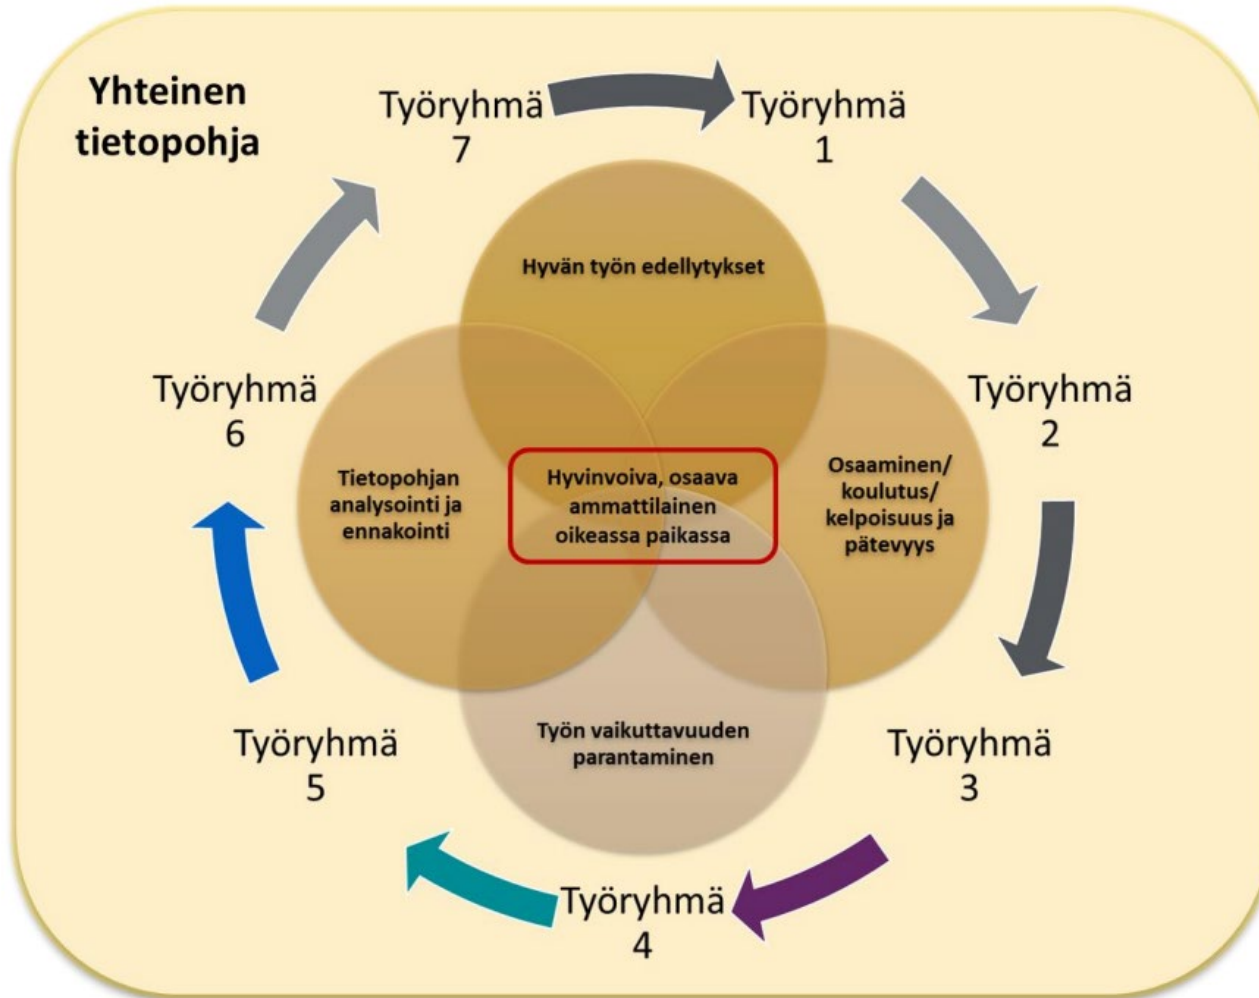 Yhteinen
tietopohja
Työryhmä
7
Työryhmä
1
Hyvän työn edellytykset
Työryhmä
6
Työryhmä
2
Tietopohjan
analysointi ja
ennakointi
Hyvinvoiva, osaava
ammattilainen
oikeassa paikassa
Osaaminen/
koulutus/
kelpoisuus ja
pätevyys
Työryhmä
5
Työn vaikuttavuuden
parantaminen
Työryhmä
3
Työryhmä
4